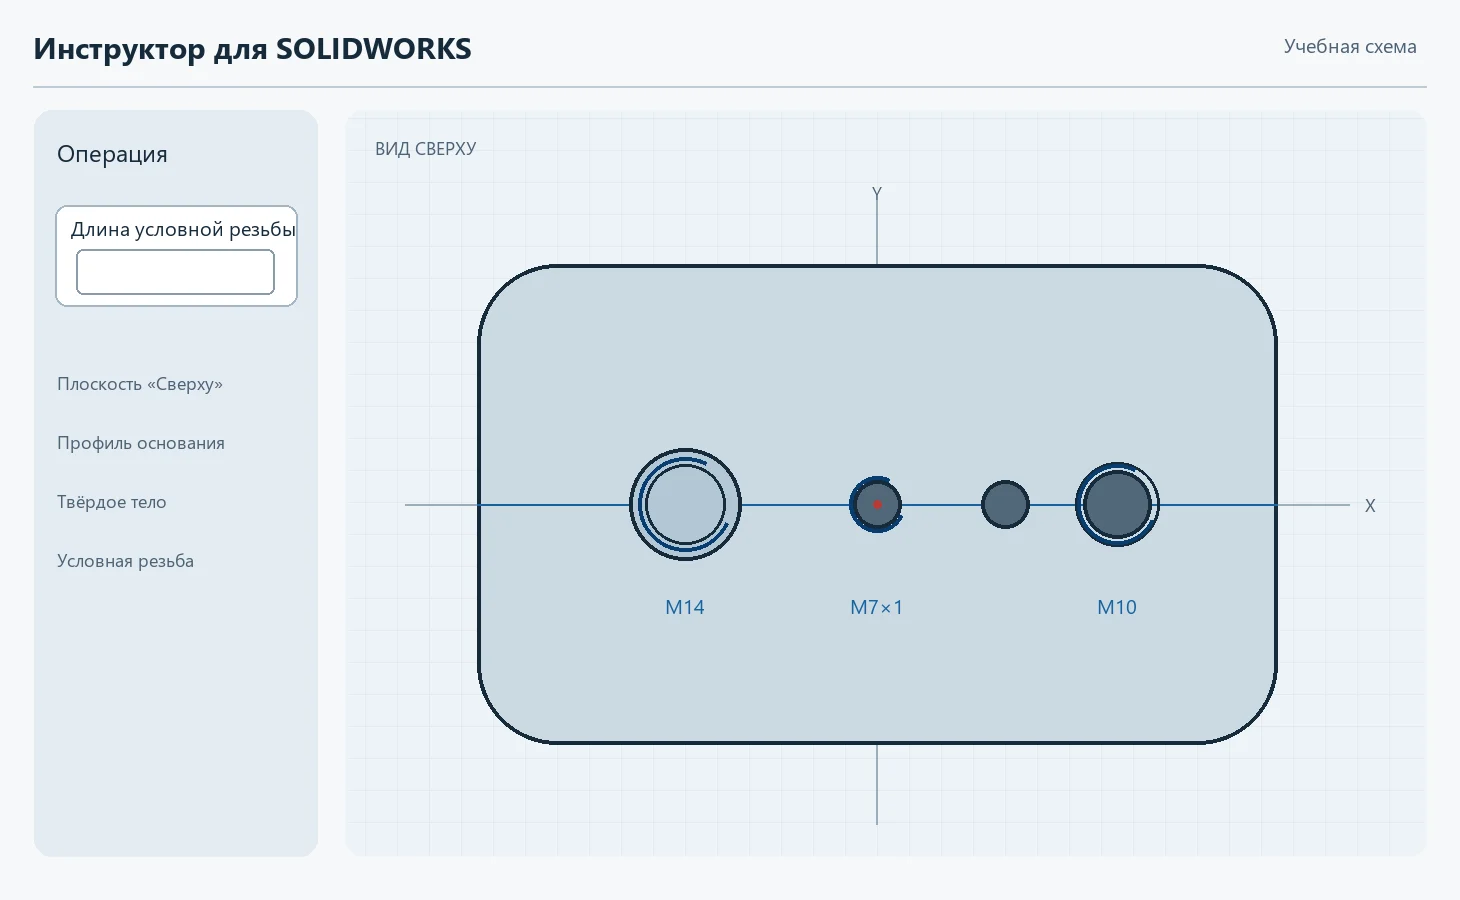 Инструктор для SOLIDWORKS
Учебная схема
Операция
Длина условной резьбы
Плоскость «Сверху»
Профиль основания
Твёрдое тело
Условная резьба
ВИД СВЕРХУ
Y
X
M14
M7×1
M10